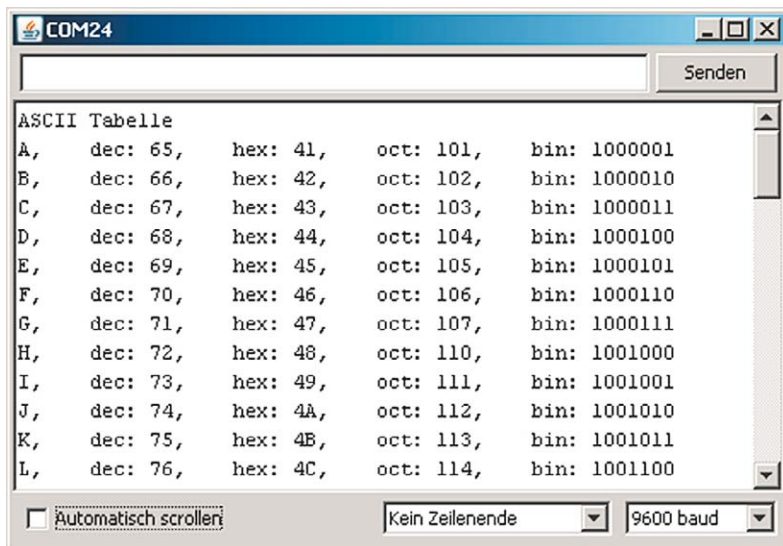 COM24
Senden
ASCII Tabelle
A, dec: 65, hex: 41, oct: 101, bin: 1000001
B, dec: 66, hex: 42, oct: 102, bin: 1000010
C, dec: 67, hex: 43, oct: 103, bin: 1000011
D, dec: 68, hex: 44, oct: 104, bin: 1000100
E, dec: 69, hex: 45, oct: 105, bin: 1000101
F, dec: 70, hex: 46, oct: 106, bin: 1000110
G, dec: 71, hex: 47, oct: 107, bin: 1000111
H, dec: 72, hex: 48, oct: 110, bin: 1001000
I, dec: 73, hex: 49, oct: 111, bin: 1001001
J, dec: 74, hex: 4A, oct: 112, bin: 1001010
K, dec: 75, hex: 4B, oct: 113, bin: 1001011
L, dec: 76, hex: 4C, oct: 114, bin: 1001100
Automatisch scrollen Kein Zeilenende 9600 baud